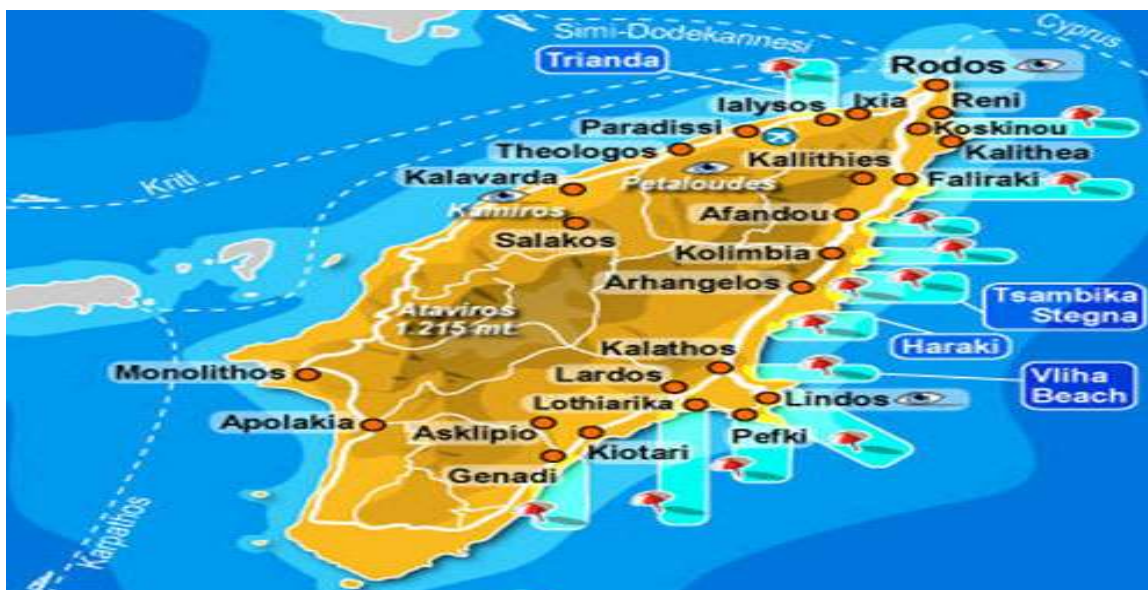 Simi-Dodekannesi
Cyprus
Trianda
Rodos
Ialysos
Ixia
Reni
Paradissi
Koskinou
Theologos
Kallithies
Kalithea
Kriti
Kalavarda
Petaloudes
Faliraki
Kamiros
Afandou
Salakos
Kolimbia
Arhangelos
Ataviros
1.215 mt.
Tsambika
Stegna
Haraki
Kalathos
Monolithos
Lardos
Vliha
Beach
Lothiarika
Lindos
Apolakia
Asklipio
Pefki
Kiotari
Genadi
Karpathos